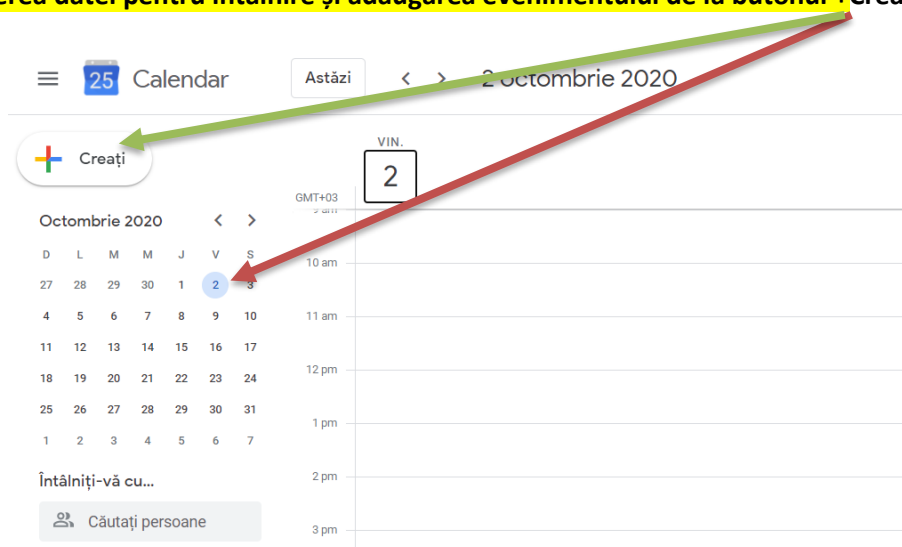 pentru întâlnire și adăugarea evenimentului de la butonul
25 Calendar Astăzi < > 2 octombrie 2020
Creați
VIN.
2
GMT+03
Octombrie 2020 < >
D L M M J V S
10 am
27 28 29 30 1 2 3
4 5 6 7 8 9 10
11 am
11 12 13 14 15 16 17
12 pm
18 19 20 21 22 23 24
25 26 27 28 29 30 31
1 pm
1 2 3 4 5 6 7
Întâlniți-vă cu...
2 pm
Căutați persoane
3 pm